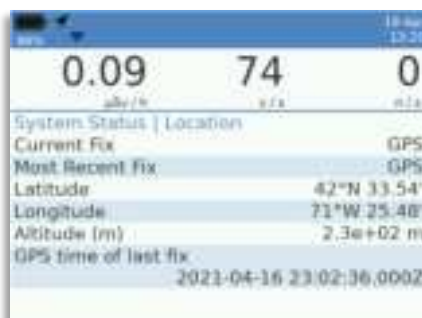 0.09 74 0
System Status | Location
Current Fix GPS
Most Recent Fix GPS
Latitude 42°N 33.54'
Longitude 71°W 25.48'
Altitude (m) 2.3e+02 m
GPS time of last fix
2021-04-16 23:02:36.000Z